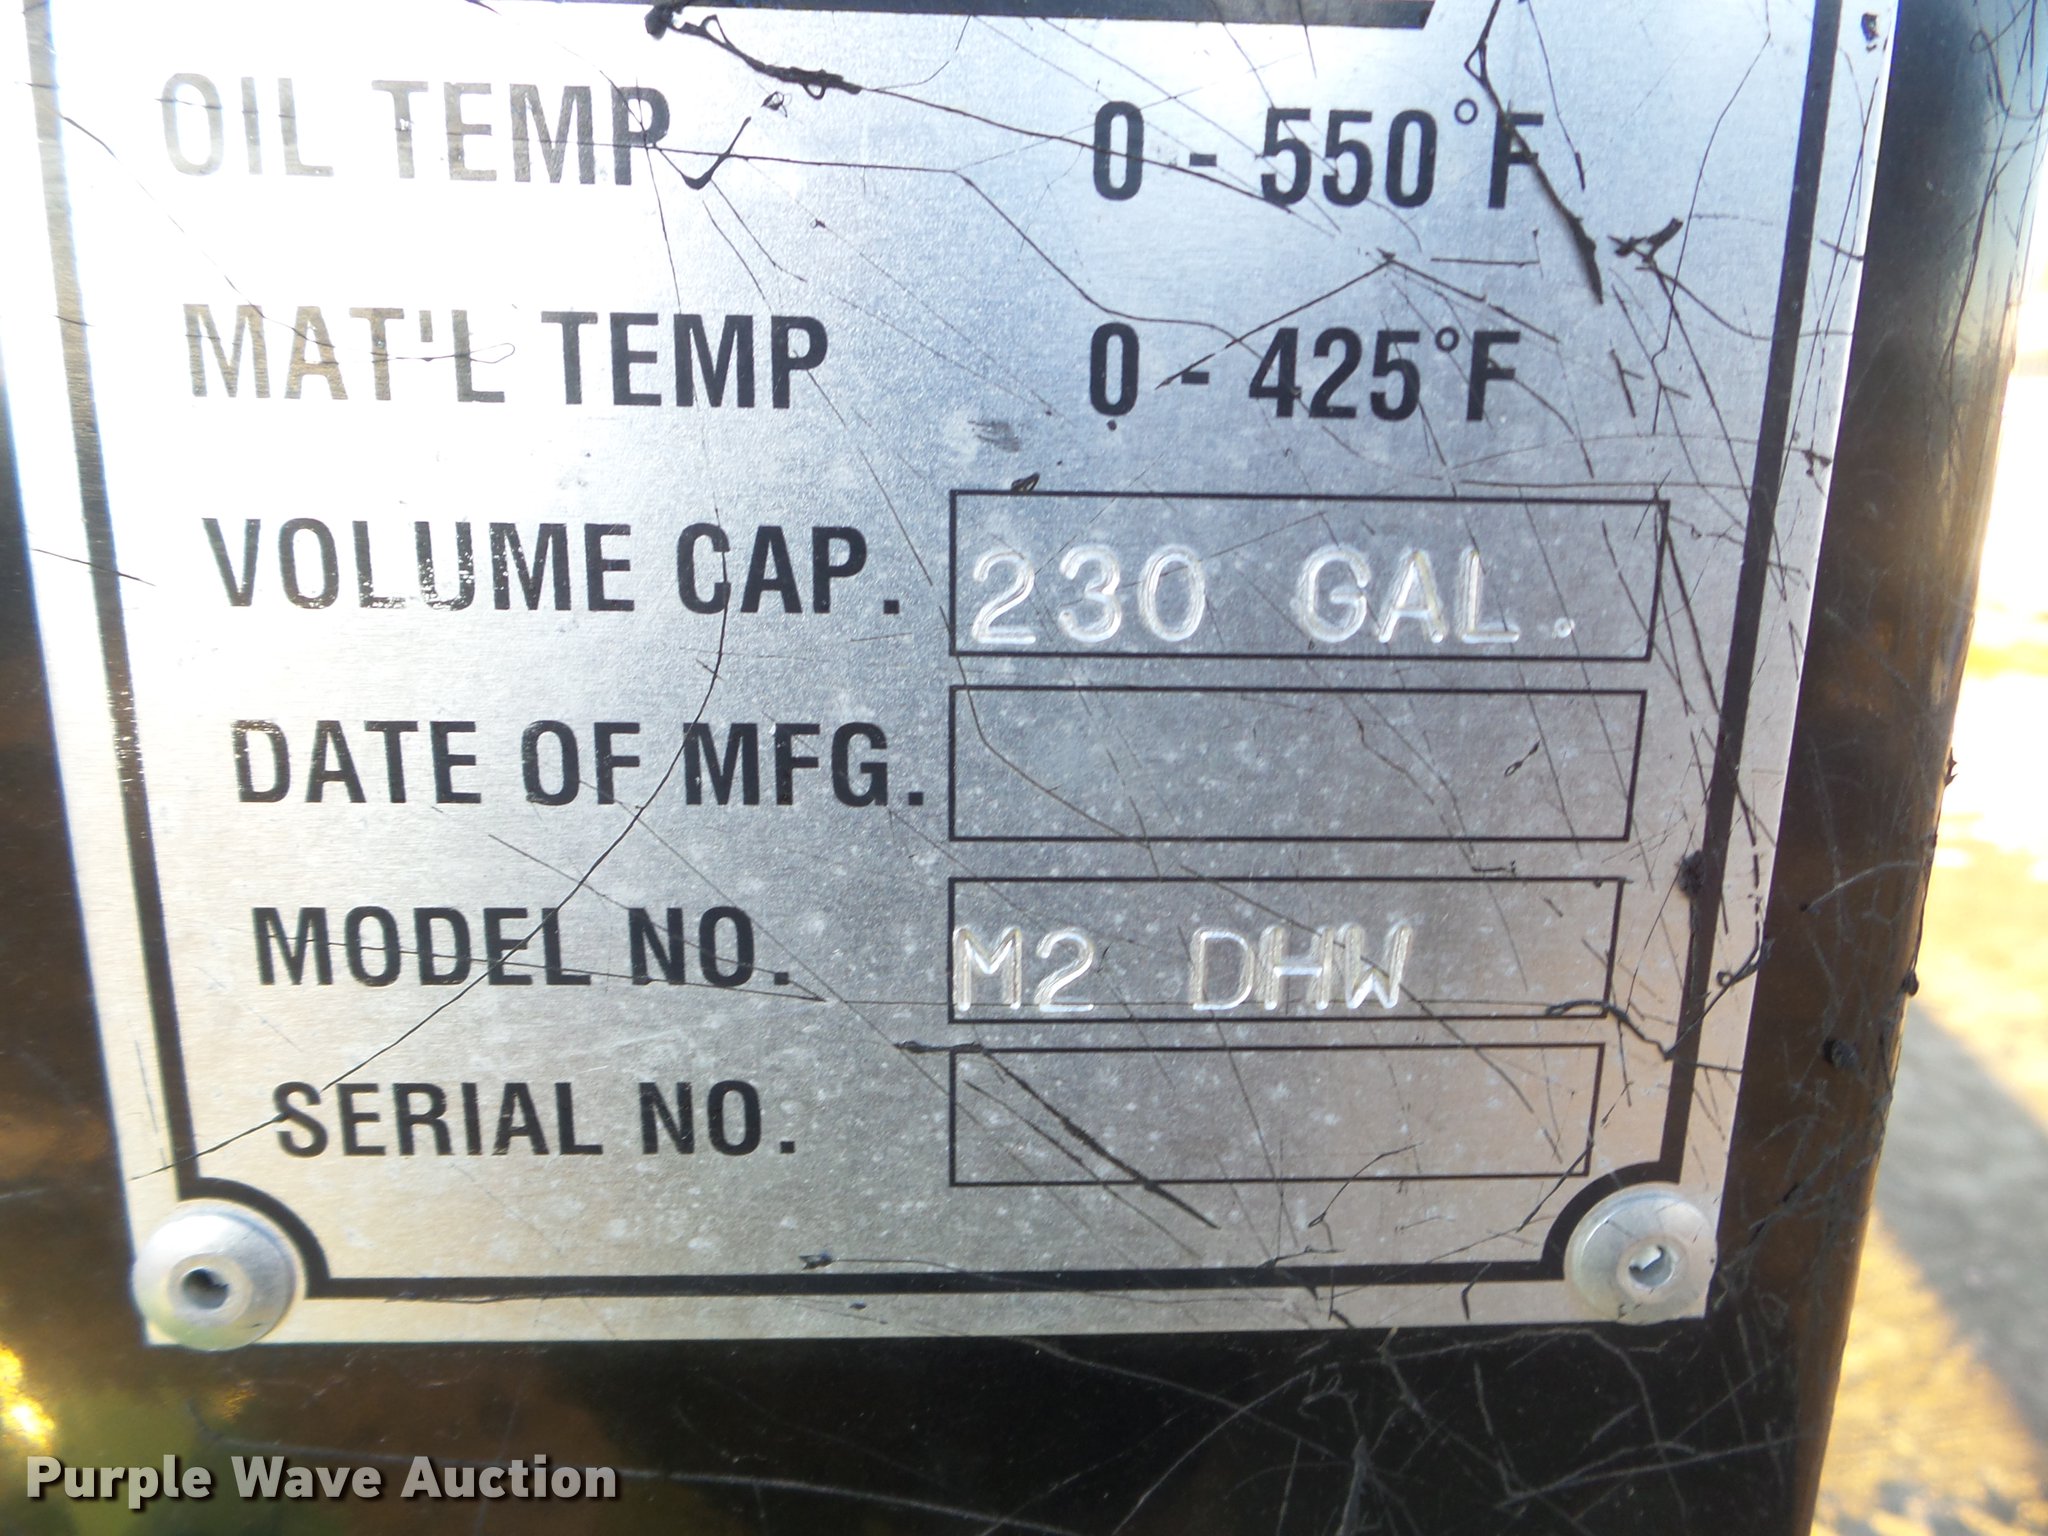 OIL TEMP 0 - 550°F
MAT'L TEMP 0 - 425°F
VOLUME CAP. 230 GAL.
DATE OF MFG.
MODEL NO. M2 DHW
SERIAL NO.
Purple Wave Auction